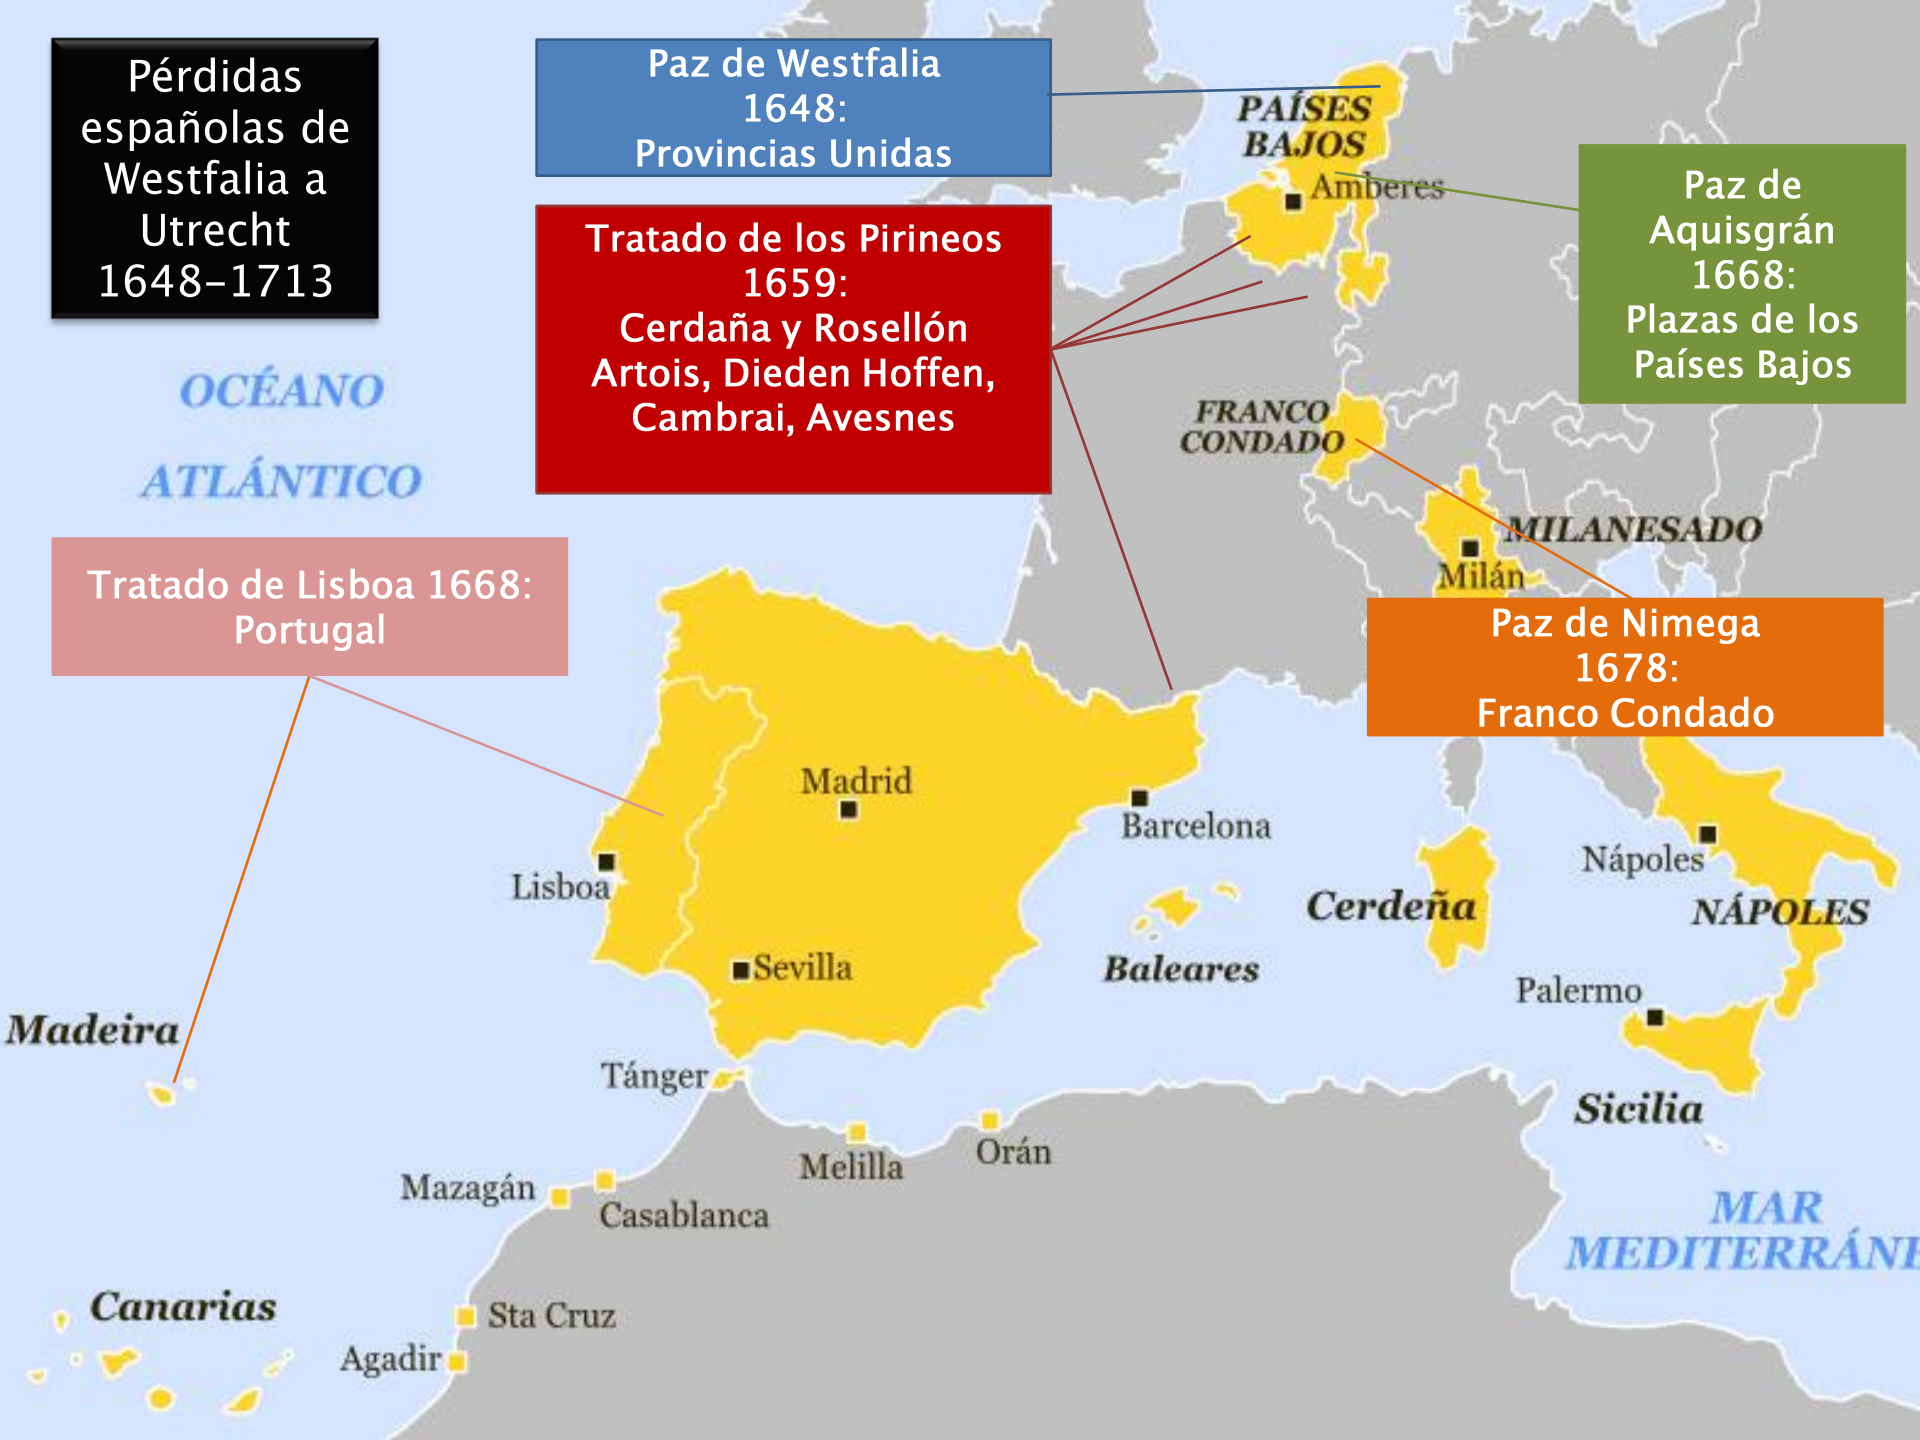 Pérdidas
españolas de
Westfalia a
Utrecht
1648-1713
Paz de Westfalia
1648:
Provincias Unidas
PAÍSES
BAJOS
Amberes
Paz de
Aquisgrán
1668:
Plazas de los
Países Bajos
Tratado de los Pirineos
1659:
Cerdaña y Rosellón
Artois, Dieden Hoffen,
Cambrai, Avesnes
OCÉANO
ATLÁNTICO
FRANCO
CONDADO
MILANESADO
Milán
Tratado de Lisboa 1668:
Portugal
Paz de Nimega
1678:
Franco Condado
Madrid
Barcelona
Lisboa
Nápoles
Cerdeña
NÁPOLES
Sevilla
Baleares
Palermo
Madeira
Tánger
Sicilia
Melilla
Orán
Mazagán
Casablanca
MAR
MEDITERRÁNE
Canarias
Sta Cruz
Agadir